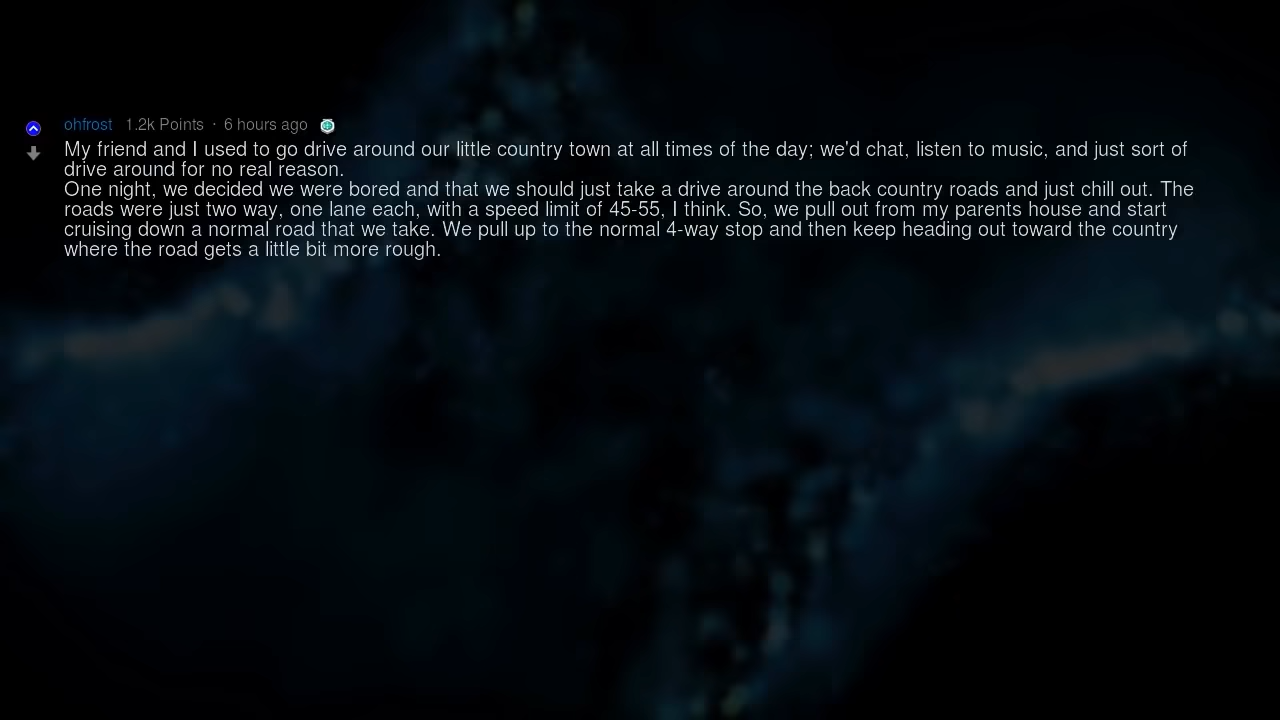 ohfrost 1.2k Points · 6 hours ago
My friend and I used to go drive around our little country town at all times of the day; we'd chat, listen to music, and just sort of
drive around for no real reason.
One night, we decided we were bored and that we should just take a drive around the back country roads and just chill out. The
roads were just two way, one lane each, with a speed limit of 45-55, I think. So, we pull out from my parents house and start
cruising down a normal road that we take. We pull up to the normal 4-way stop and then keep heading out toward the country
where the road gets a little bit more rough.